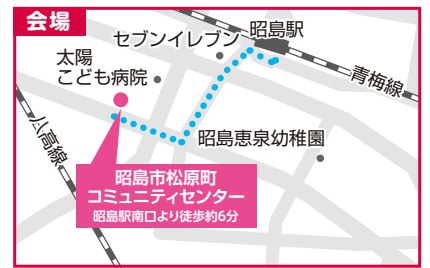 会場
昭島駅
セブンイレブン
太陽
こども病院
青梅線
八高線
昭島恵泉幼稚園
昭島市松原町
コミュニティセンター
昭島駅南口より徒歩約6分